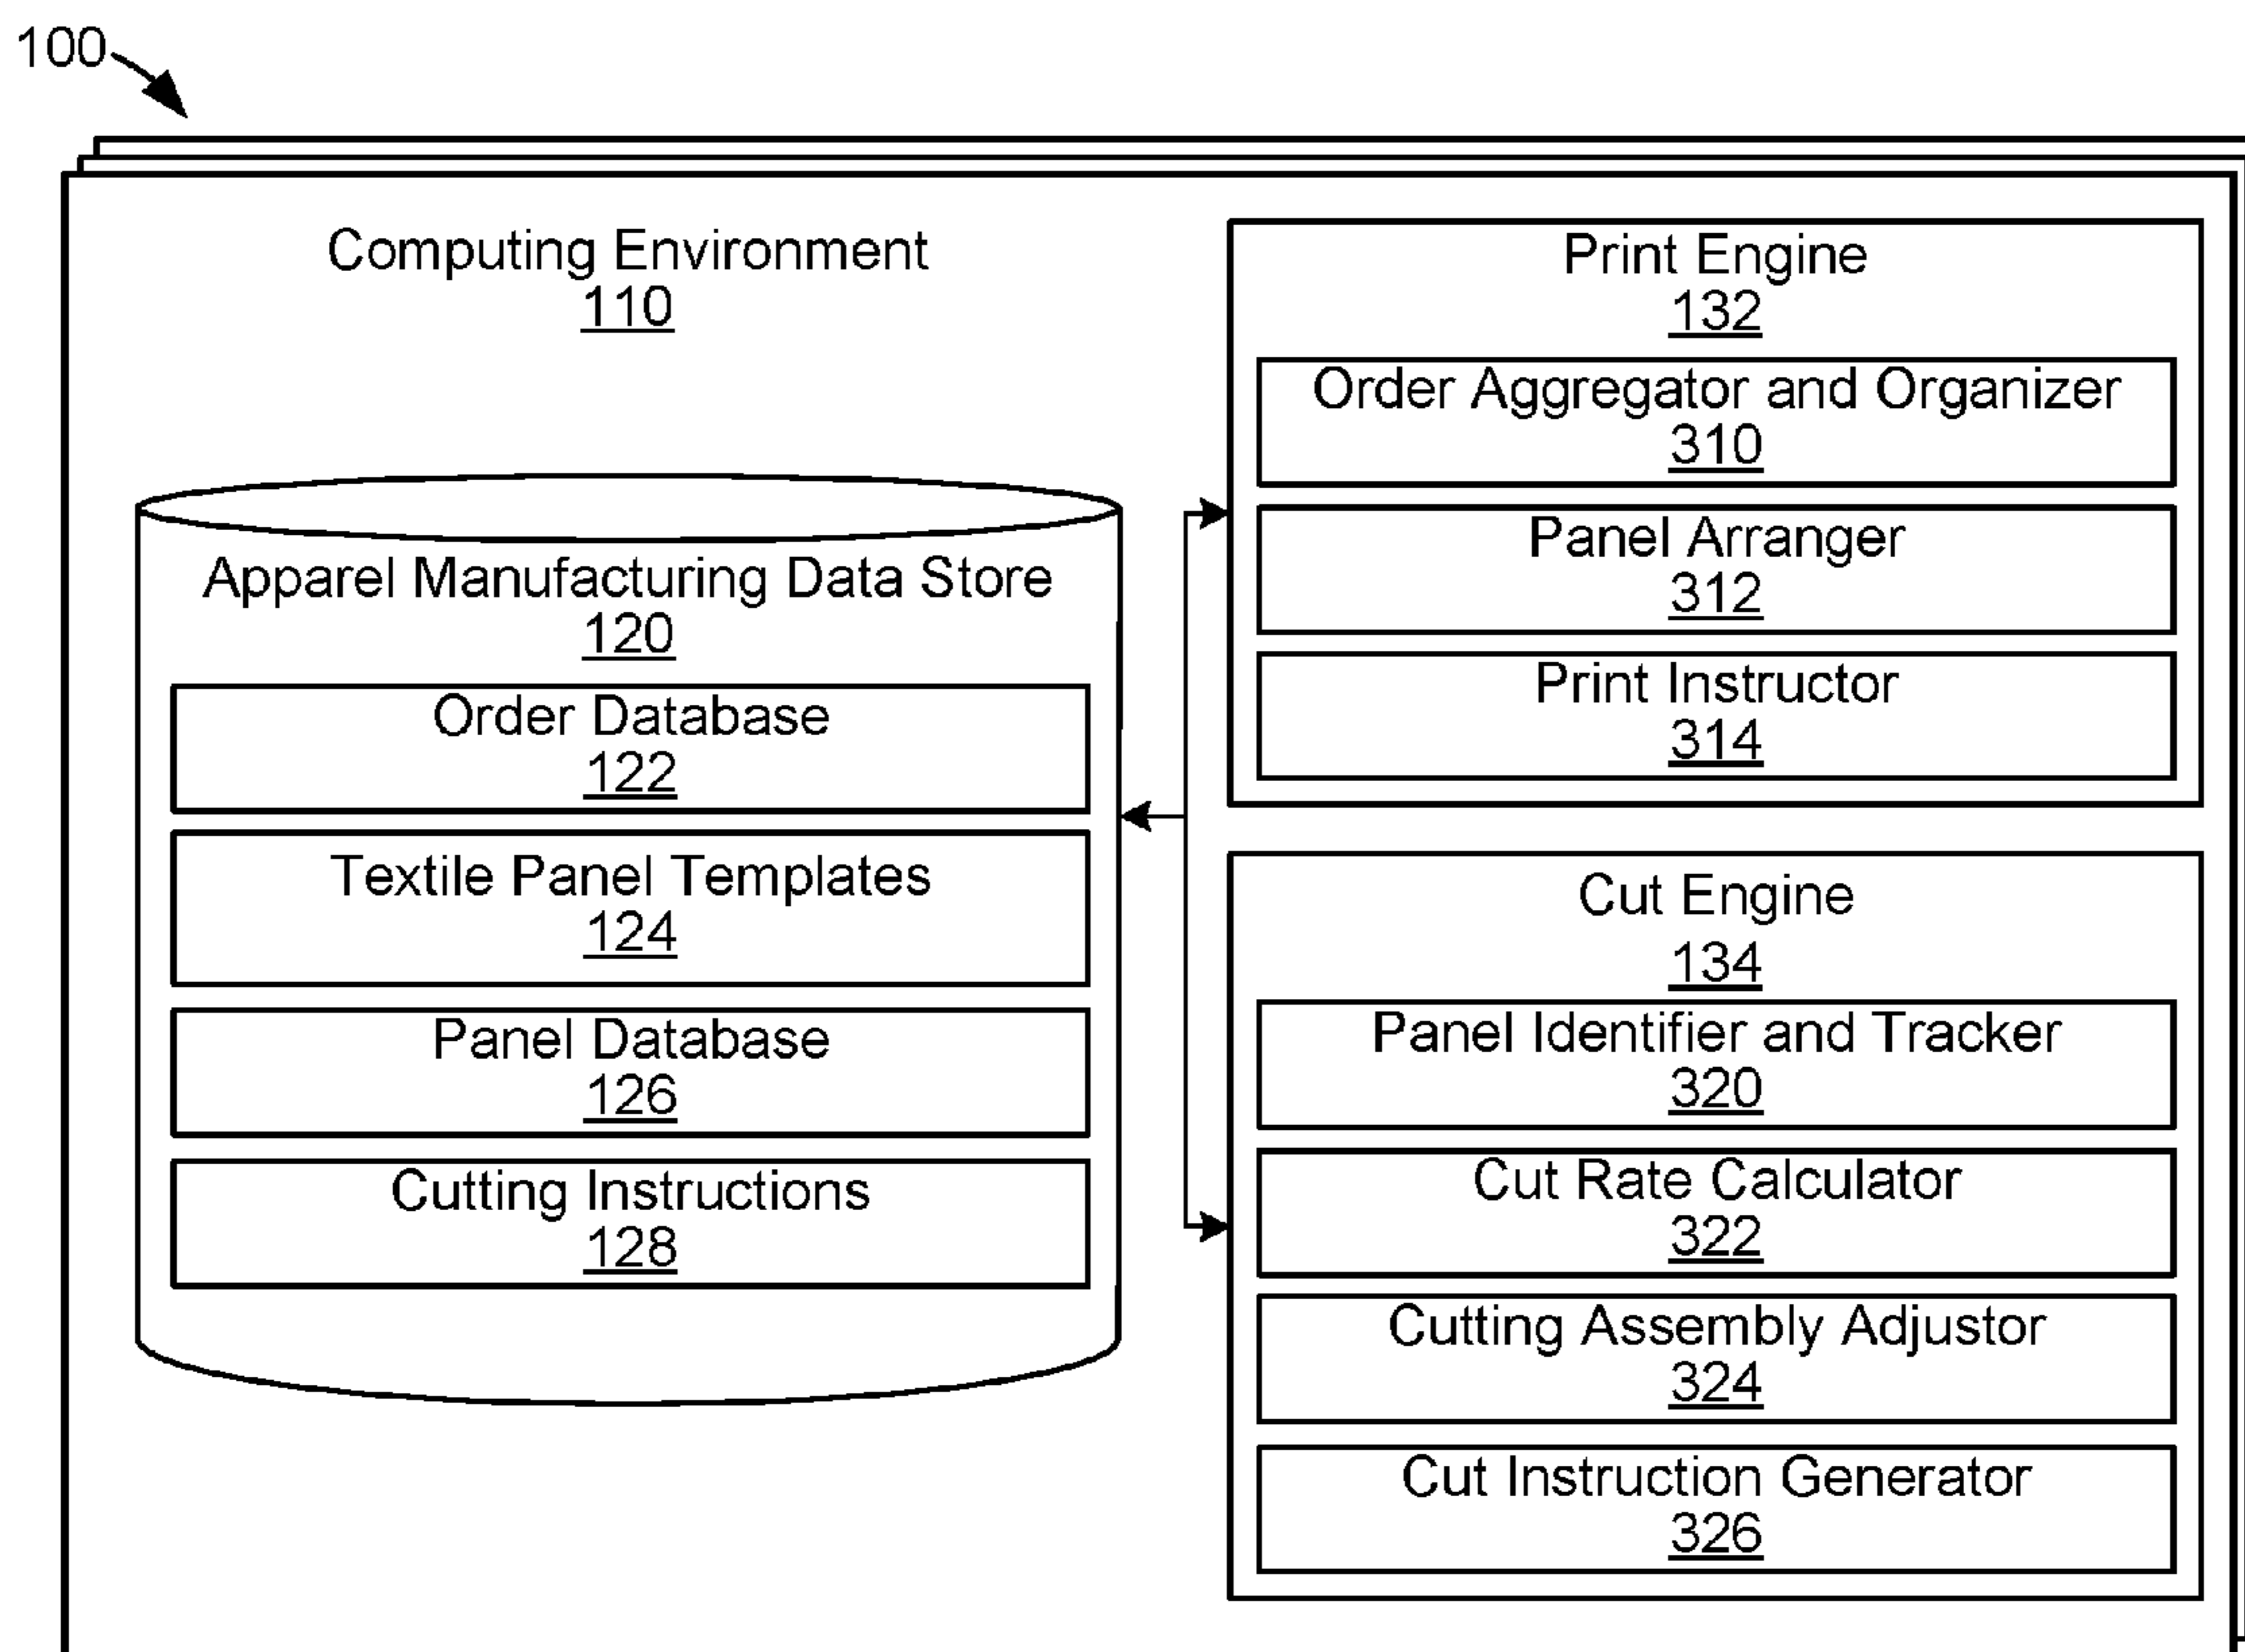 100
Computing Environment
110
Apparel Manufacturing Data Store
120
Order Database
122
Textile Panel Templates
124
Panel Database
126
Cutting Instructions
128
Print Engine
132
Order Aggregator and Organizer
310
Panel Arranger
312
Print Instructor
314
Cut Engine
134
Panel Identifier and Tracker
320
Cut Rate Calculator
322
Cutting Assembly Adjustor
324
Cut Instruction Generator
326